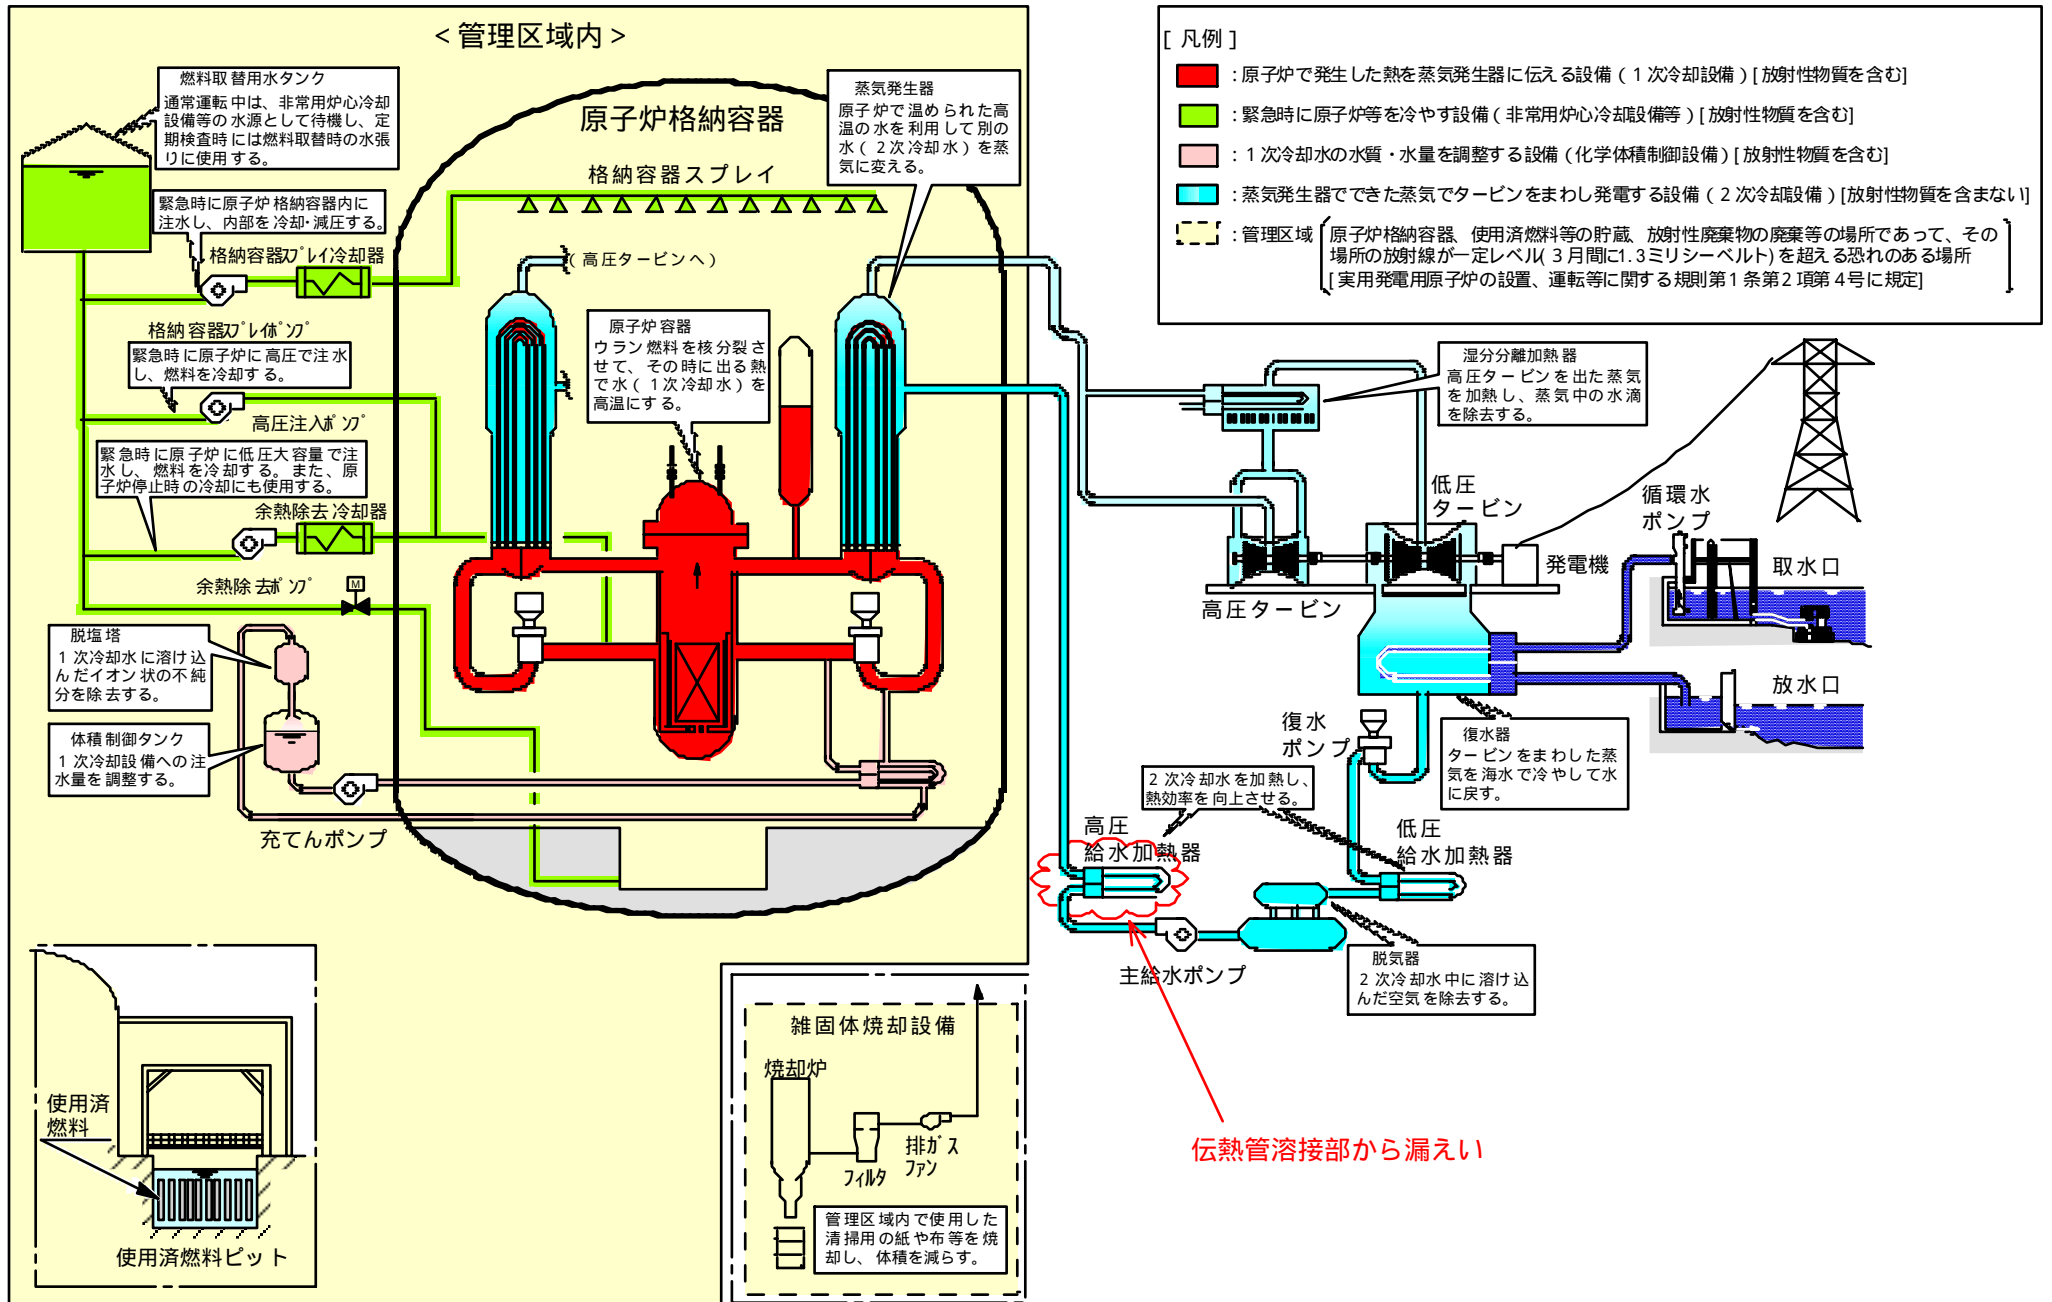 ＜管理区域内＞
燃料取替用水タンク
通常運転中は、非常用炉心冷却
設備等の水源として待機し、定
期検査時には燃料取替時の水張
りに使用する。
緊急時に原子炉格納容器内に
注水し、内部を冷却・減圧する。
格納容器ｽﾌﾟﾚｲ冷却器
格納容器ｽﾌﾟﾚｲﾎﾟﾝﾌﾟ
緊急時に原子炉に高圧で注水
し、燃料を冷却する。
高圧注入ﾎﾟﾝﾌﾟ
緊急時に原子炉に低圧大容量で注
水し、燃料を冷却する。また、原
子炉停止時の冷却にも使用する。
余熱除去冷却器
余熱除去ﾎﾟﾝﾌﾟ
M
脱塩塔
１次冷却水に溶け込
んだイオン状の不純
分を除去する。
体積制御タンク
１次冷却設備への注
水量を調整する。
充てんポンプ
原子炉格納容器
格納容器スプレイ
蒸気発生器
原子炉で温められた高
温の水を利用して別の
水（２次冷却水）を蒸
気に変える。
（高圧タービンへ）
原子炉容器
ウラン燃料を核分裂さ
せて、その時に出る熱
で水（１次冷却水）を
高温にする。
[ 凡例 ]
：原子炉で発生した熱を蒸気発生器に伝える設備（１次冷却設備）[放射性物質を含む]
：緊急時に原子炉等を冷やす設備（非常用炉心冷却設備等）[放射性物質を含む]
：１次冷却水の水質・水量を調整する設備（化学体積制御設備）[放射性物質を含む]
：蒸気発生器でできた蒸気でタービンをまわし発電する設備（２次冷却設備）[放射性物質を含まない]
：管理区域
原子炉格納容器、使用済燃料等の貯蔵、放射性廃棄物の廃棄等の場所であって、その
場所の放射線が一定レベル(３月間に1.3ミリシーベルト)を超える恐れのある場所
[実用発電用原子炉の設置、運転等に関する規則第１条第２項第４号に規定]
湿分分離加熱器
高圧タービンを出た蒸気
を加熱し、蒸気中の水滴
を除去する。
低圧
タービン
高圧タービン
発電機
循環水
ポンプ
取水口
放水口
復水
ポンプ
復水器
タービンをまわした蒸
気を海水で冷やして水
に戻す。
２次冷却水を加熱し、
熱効率を向上させる。
高圧
給水加熱器
低圧
給水加熱器
主給水ポンプ
脱気器
２次冷却水中に溶け込
んだ空気を除去する。
伝熱管溶接部から漏えい
使用済
燃料
使用済燃料ピット
雑固体焼却設備
焼却炉
フィルタ
排ガス
ファン
管理区域内で使用した
清掃用の紙や布等を焼
却し、体積を減らす。